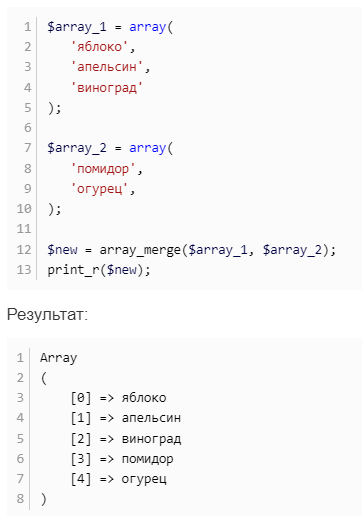 1 $array_1 = array(
2 'яблоко',
3 'апельсин',
4 'виноград'
5 );
6
7 $array_2 = array(
8 'помидор',
9 'огурец',
10 );
11
12 $new = array_merge($array_1, $array_2);
13 print_r($new);
Результат:
1 Array
2 (
3 [0] => яблоко
4 [1] => апельсин
5 [2] => виноград
6 [3] => помидор
7 [4] => огурец
8 )